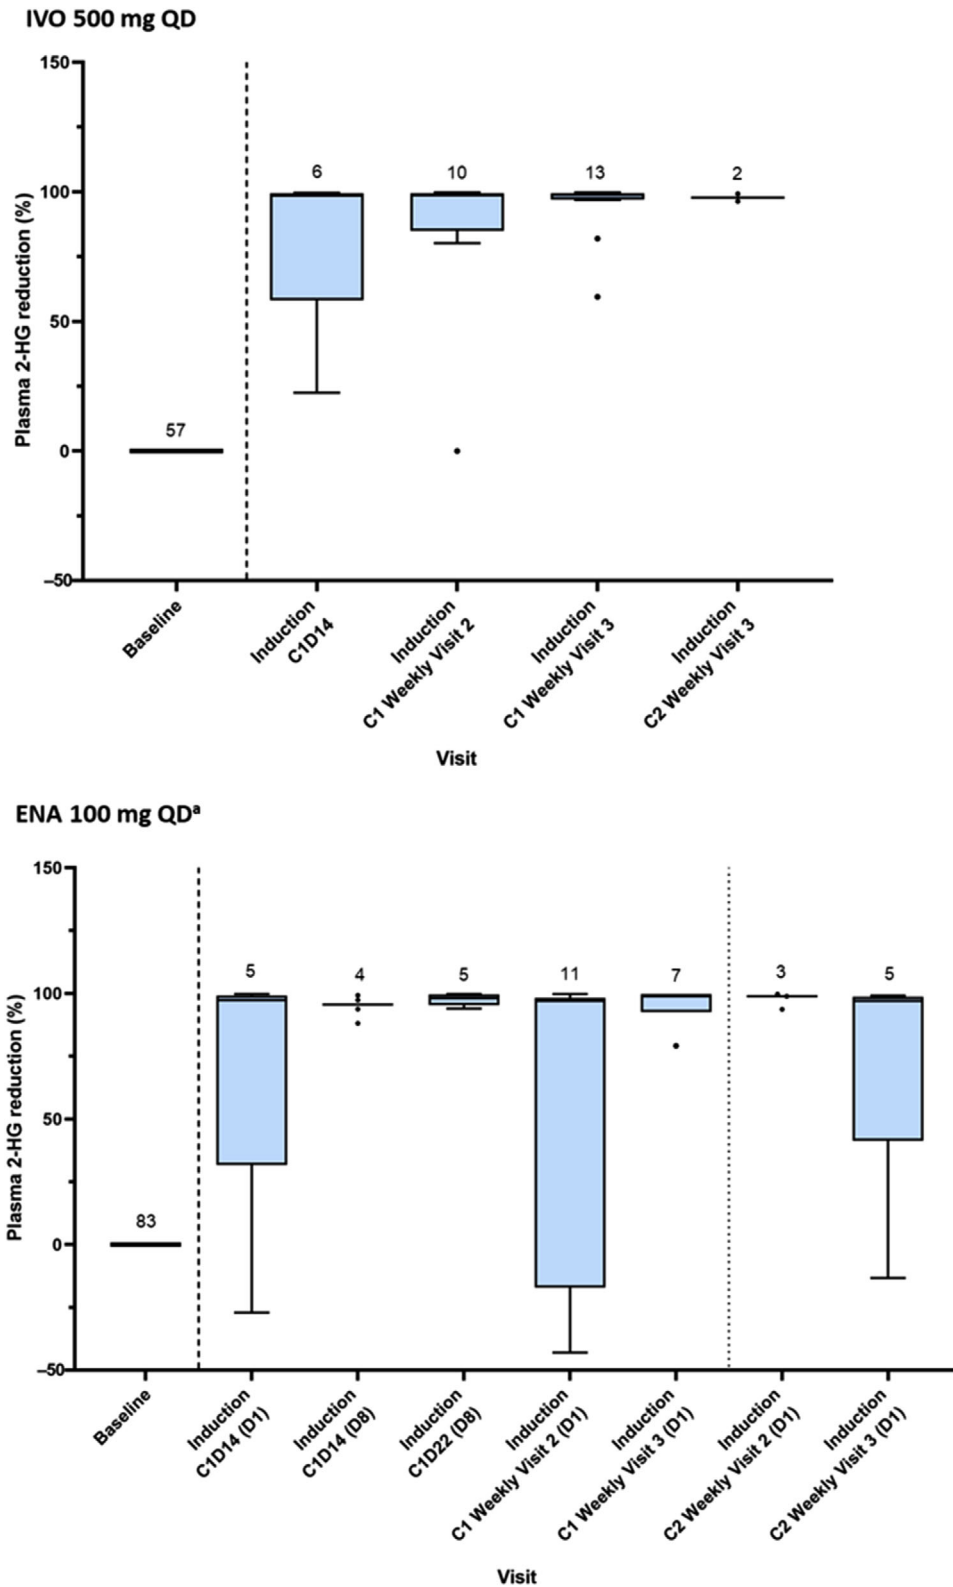 IVO 500 mg QD
Plasma 2-HG reduction (%)
150
100
50
0
–50
57
6
10
13
2
Baseline
Induction
C1D14
Induction
C1 Weekly Visit 2
Induction
C1 Weekly Visit 3
Induction
C2 Weekly Visit 3
Visit
ENA 100 mg QDᵃ
Plasma 2-HG reduction (%)
150
100
50
0
–50
83
5
4
5
11
7
3
5
Baseline
Induction
C1D14 (D1)
Induction
C1D14 (D8)
Induction
C1D22 (D8)
Induction
C1 Weekly Visit 2 (D1)
Induction
C1 Weekly Visit 3 (D1)
Induction
C2 Weekly Visit 2 (D1)
Induction
C2 Weekly Visit 3 (D1)
Visit